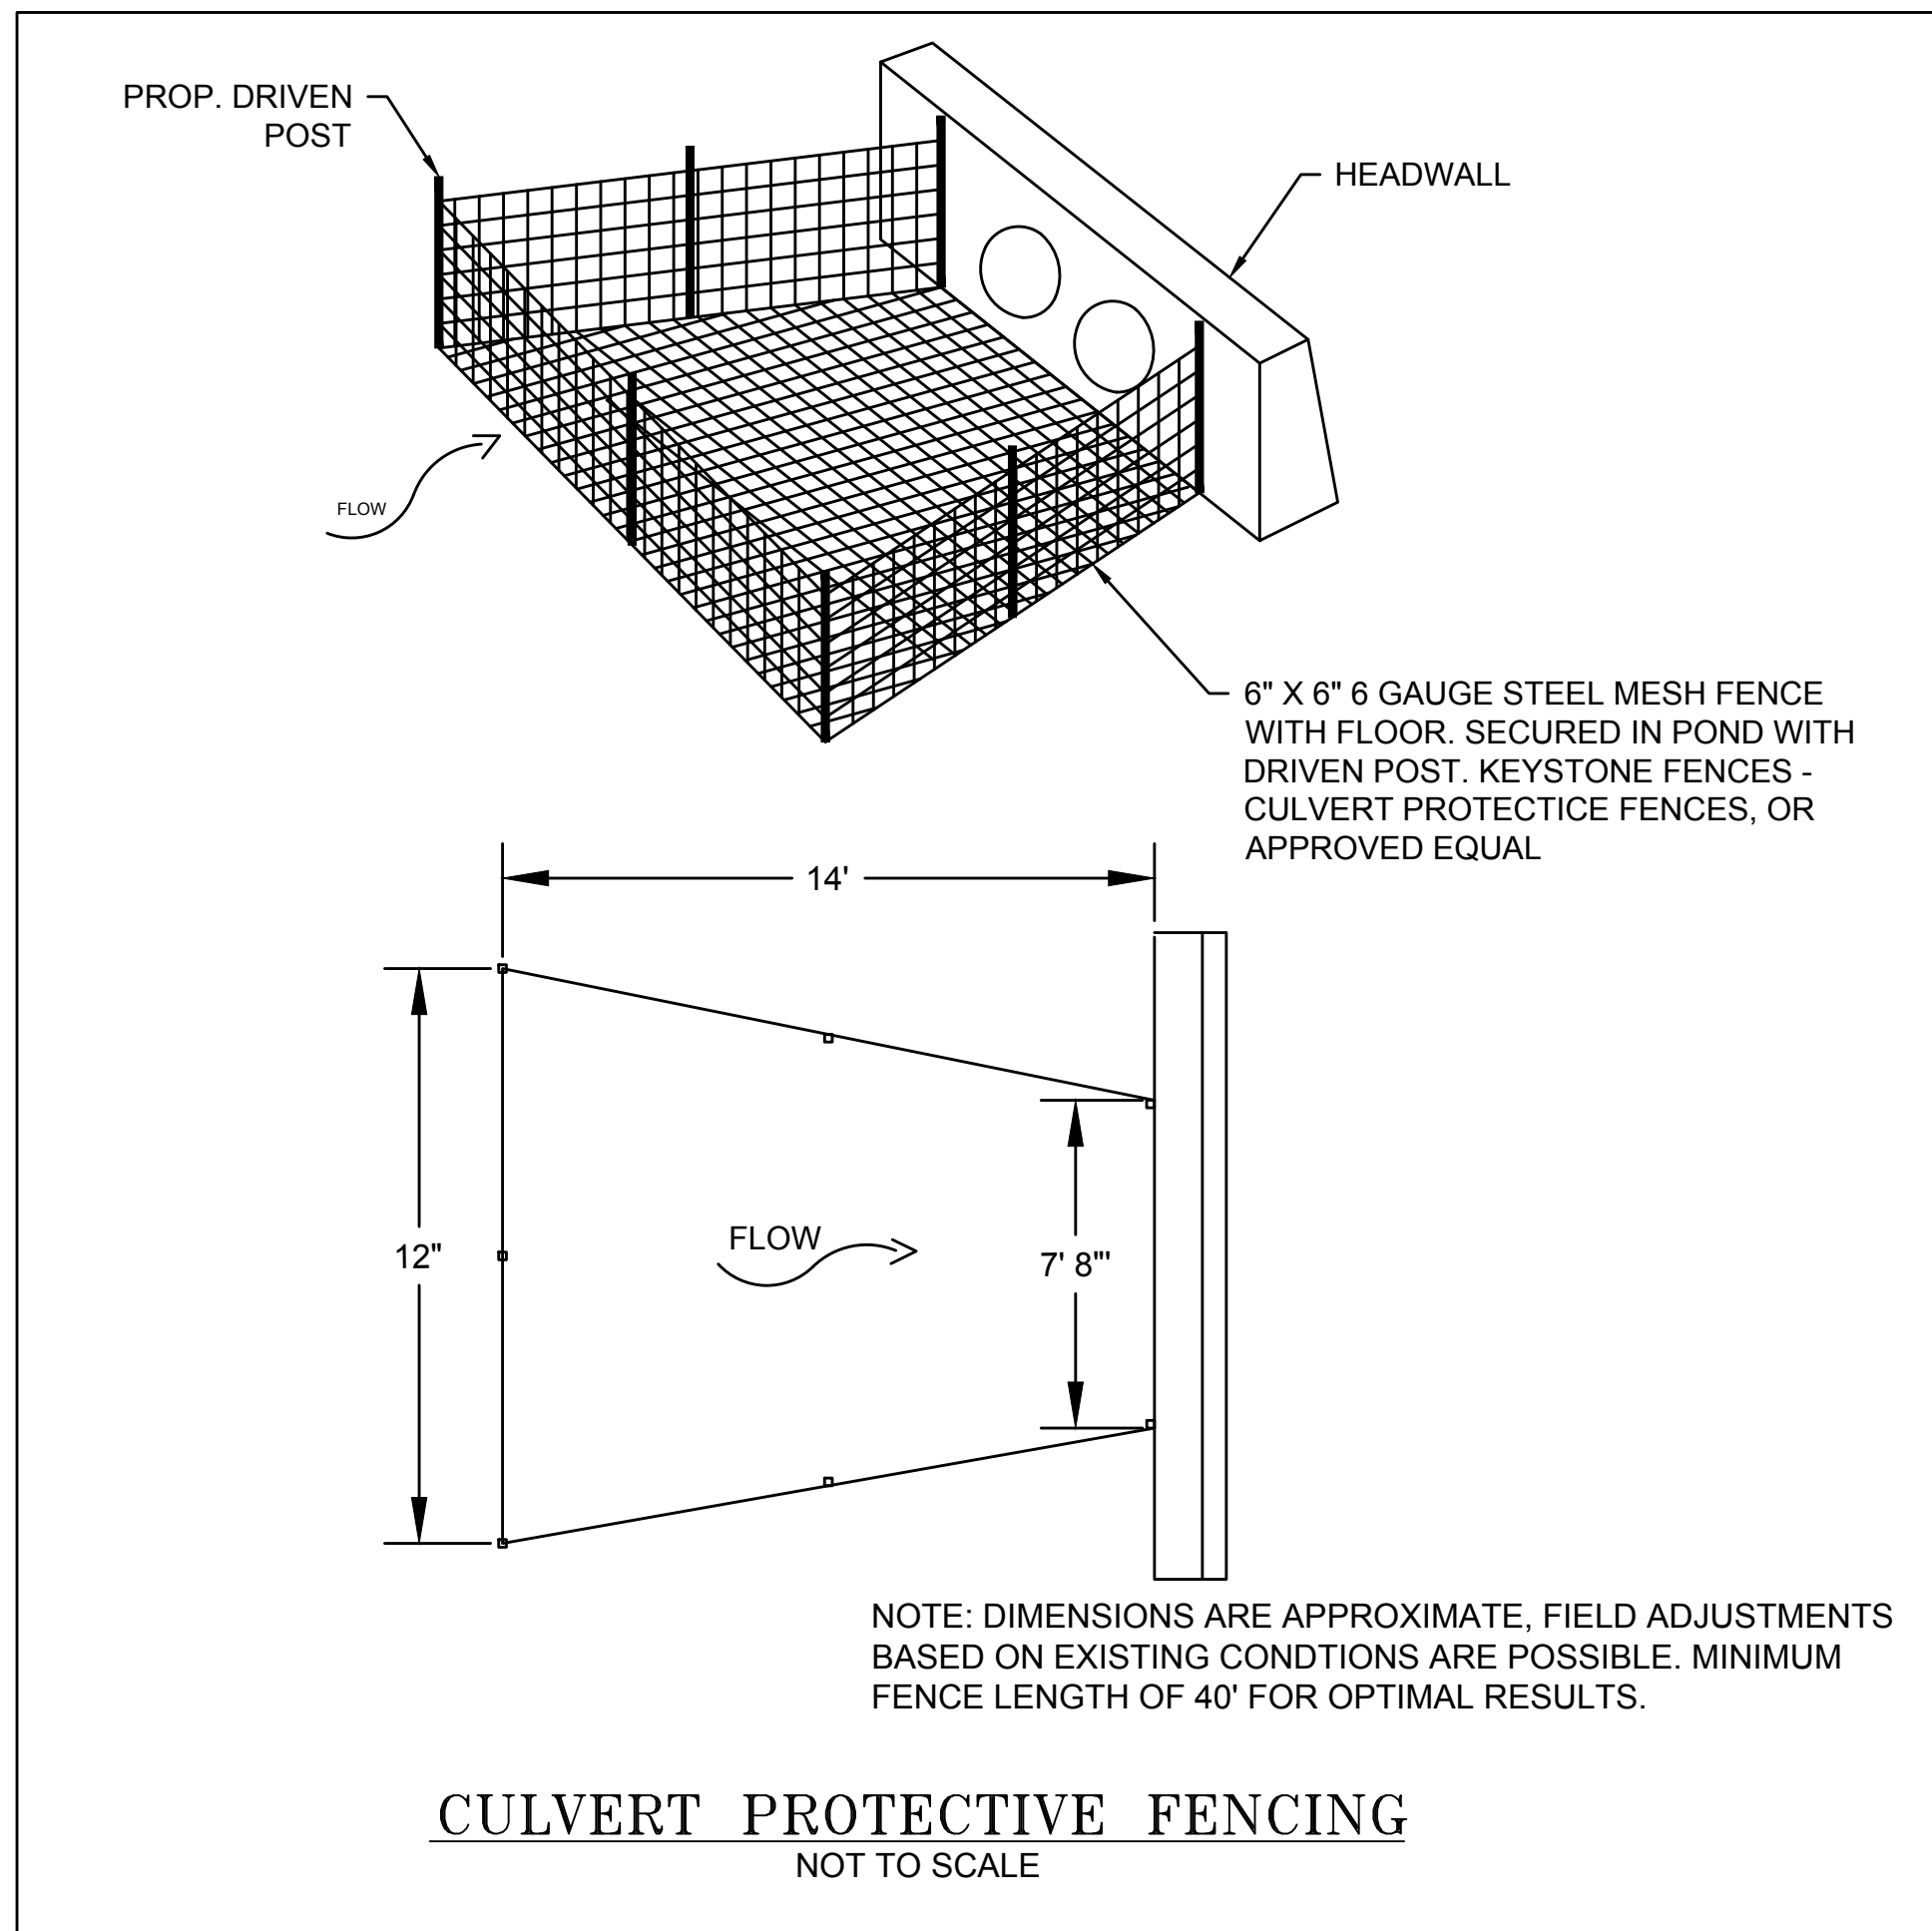 PROP. DRIVEN
POST
HEADWALL
FLOW
6" X 6" 6 GAUGE STEEL MESH FENCE
WITH FLOOR. SECURED IN POND WITH
DRIVEN POST. KEYSTONE FENCES -
CULVERT PROTECTICE FENCES, OR
APPROVED EQUAL
14'
12"
FLOW
7' 8"'
NOTE: DIMENSIONS ARE APPROXIMATE, FIELD ADJUSTMENTS
BASED ON EXISTING CONDTIONS ARE POSSIBLE. MINIMUM
FENCE LENGTH OF 40' FOR OPTIMAL RESULTS.
CULVERT PROTECTIVE FENCING
NOT TO SCALE